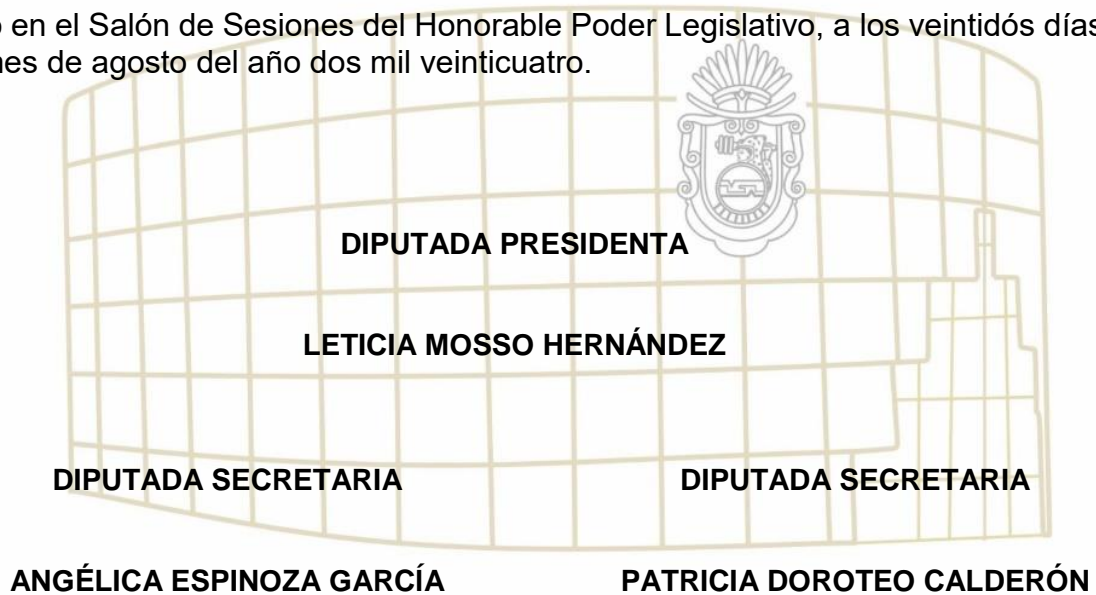 en el Salón de Sesiones del Honorable Poder Legislativo, a los veintidós días
de agosto del año dos mil veinticuatro.
DIPUTADA PRESIDENTA
LETICIA MOSSO HERNÁNDEZ
DIPUTADA SECRETARIA DIPUTADA SECRETARIA
ANGÉLICA ESPINOZA GARCÍA PATRICIA DOROTEO CALDERÓN